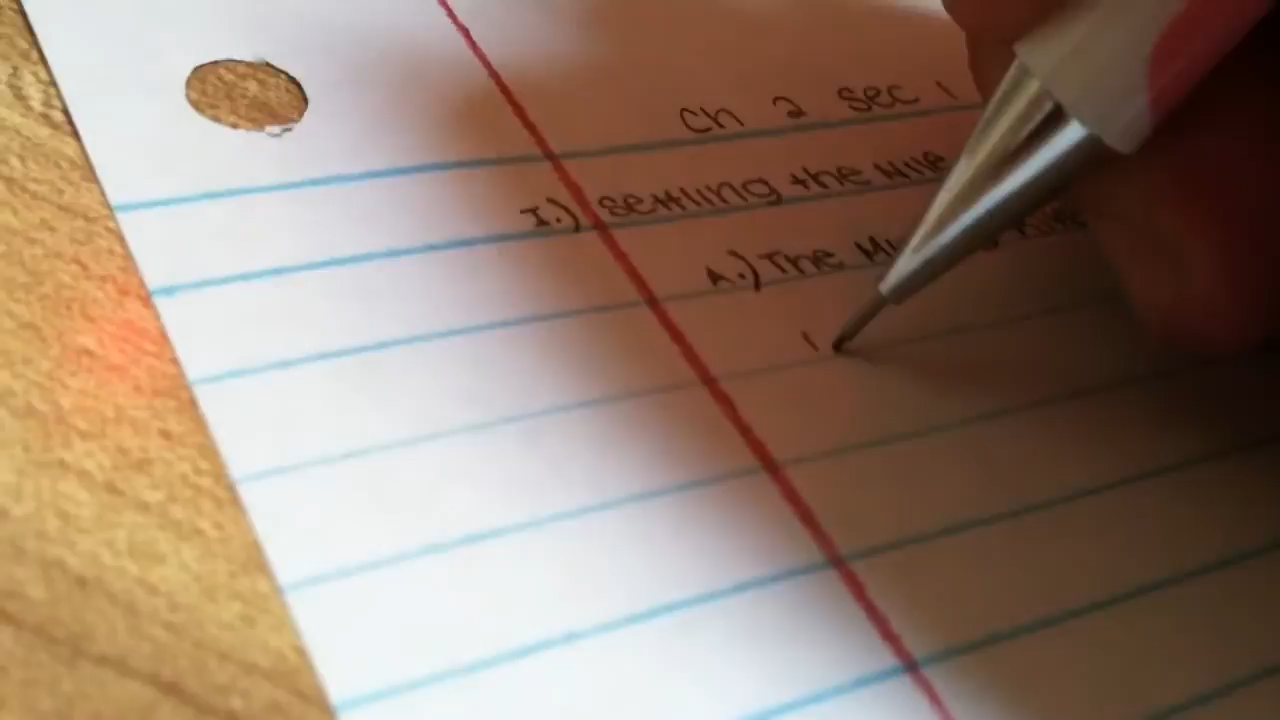 Ch 2 sec 1
I.) Settling the Nile
A.) The
1